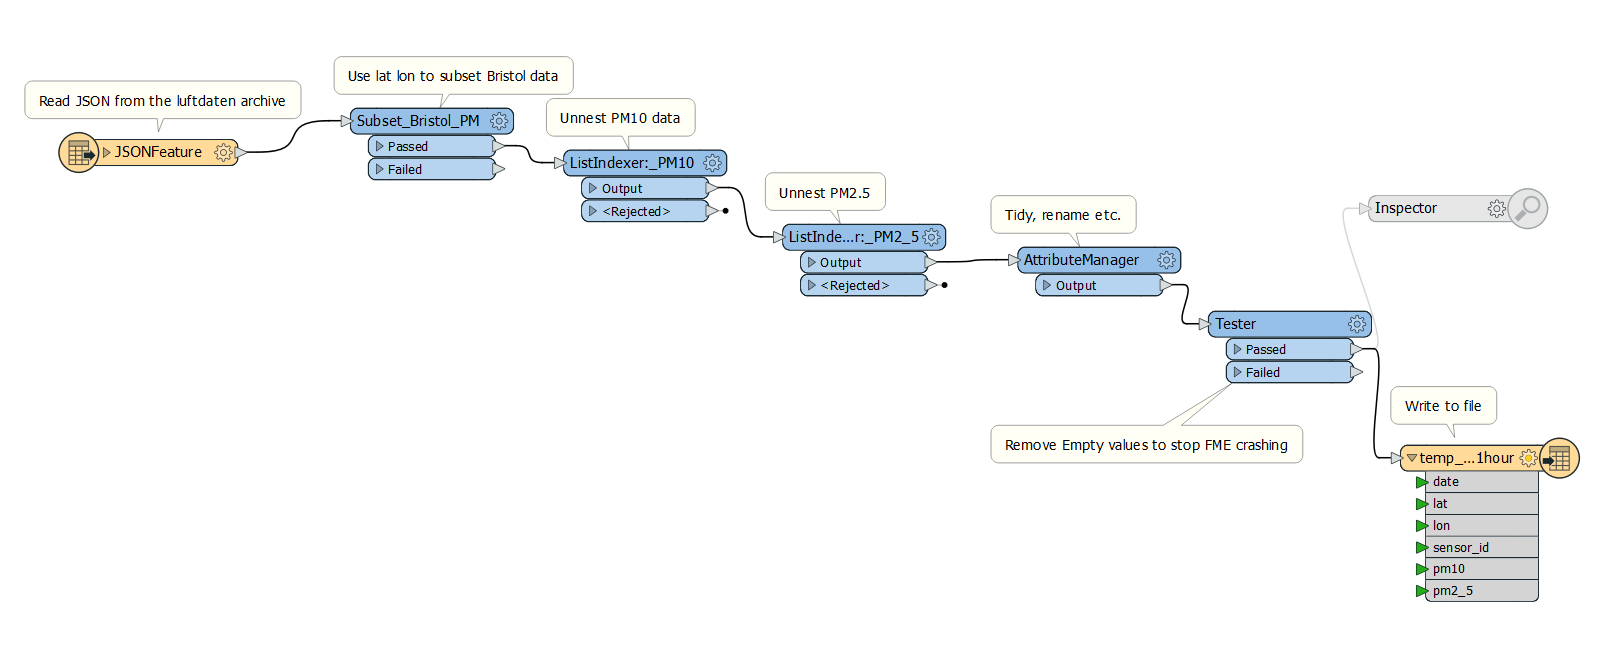 Read JSON from the luftdaten archive
JSONFeature
Use lat lon to subset Bristol data
Subset_Bristol_PM
Passed
Failed
Unnest PM10 data
ListIndexer:_PM10
Output
<Rejected>
Unnest PM2.5
ListInde...r:_PM2_5
Output
<Rejected>
Tidy, rename etc.
AttributeManager
Output
Inspector
Tester
Passed
Failed
Remove Empty values to stop FME crashing
Write to file
temp_...1hour
date
lat
lon
sensor_id
pm10
pm2_5